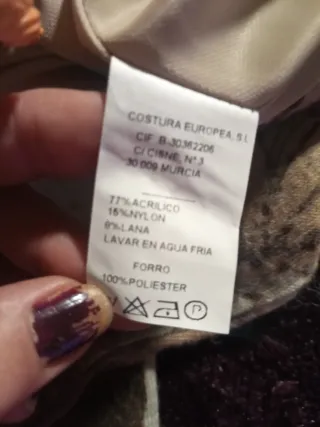 COSTURA EUROPEA, S.L
CIF B-30362206
C/ CISNE, Nº 3
30.009 MURCIA
77%ACRILICO
15%NYLON
8%LANA
LAVAR EN AGUA FRIA
FORRO
100%POLIESTER
P